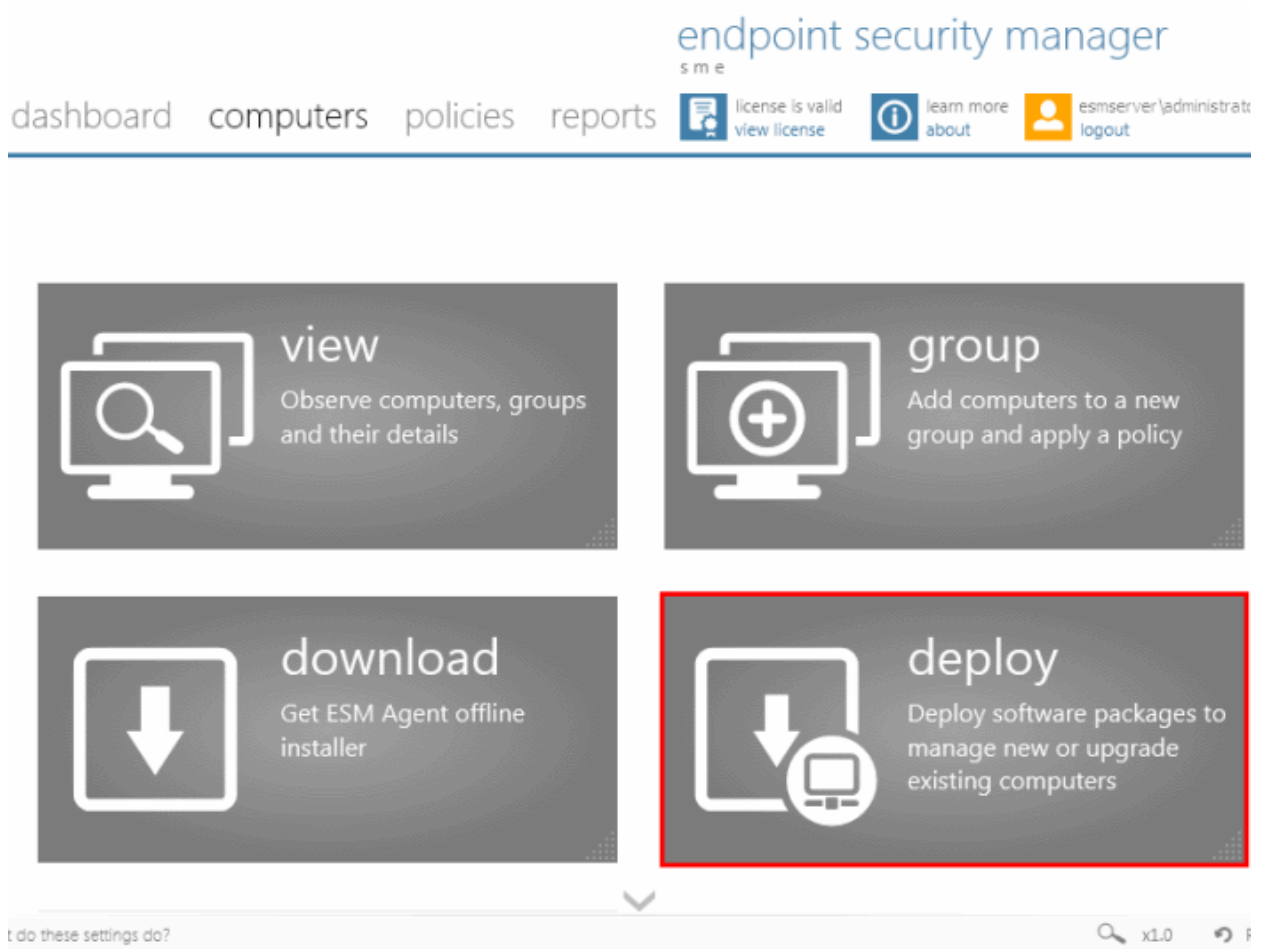 endpoint security manager
sme
dashboard computers policies reports
license is valid
view license
learn more
about
esmserver\administrato
logout
view
Observe computers, groups
and their details
group
Add computers to a new
group and apply a policy
download
Get ESM Agent offline
installer
deploy
Deploy software packages to
manage new or upgrade
existing computers
t do these settings do?
x1.0